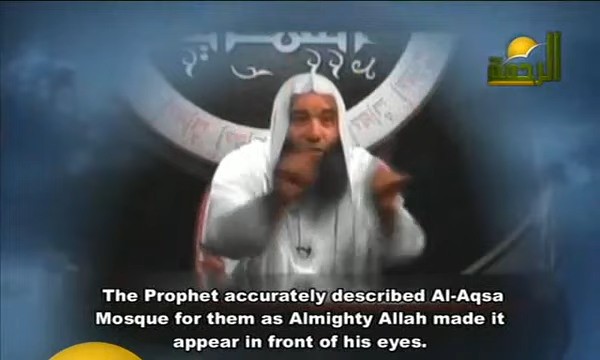 الرحمة
The Prophet accurately described Al-Aqsa
Mosque for them as Almighty Allah made it
appear in front of his eyes.